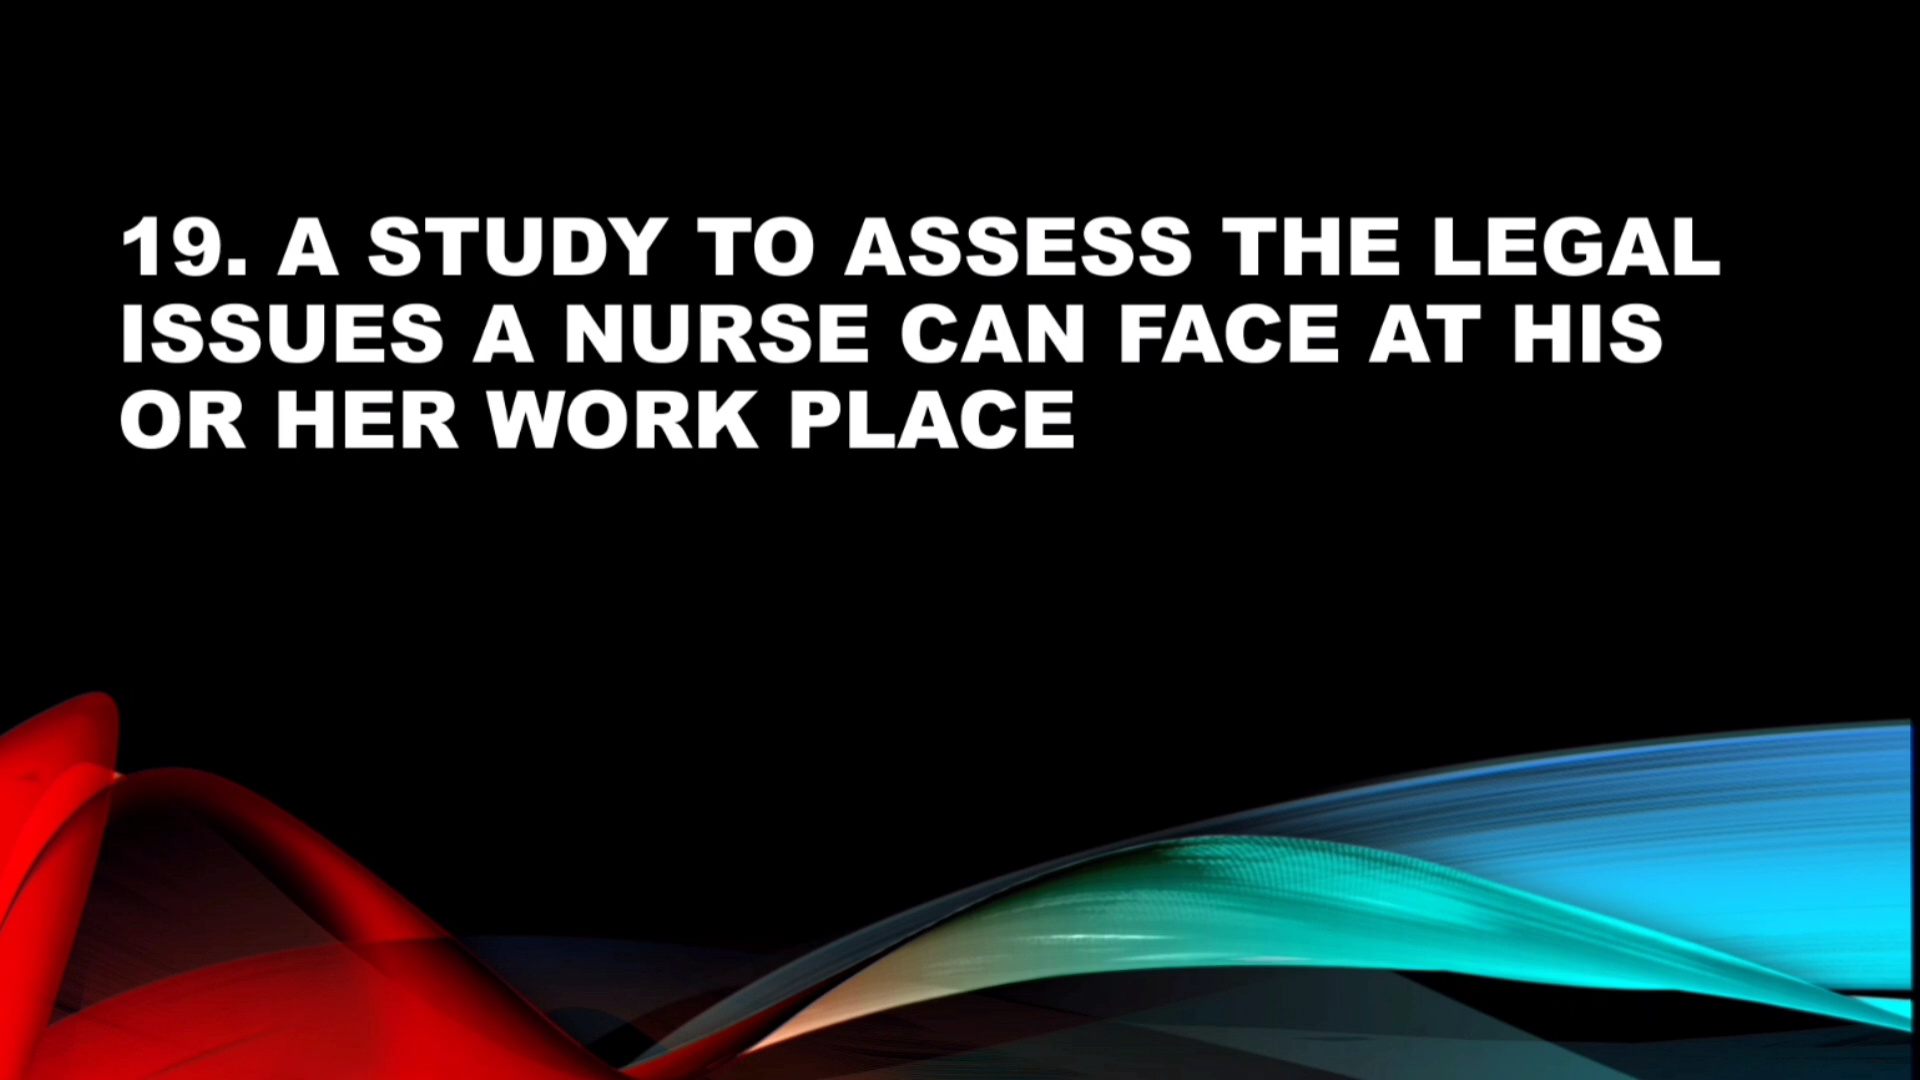 19. A STUDY TO ASSESS THE LEGAL
ISSUES A NURSE CAN FACE AT HIS
OR HER WORK PLACE